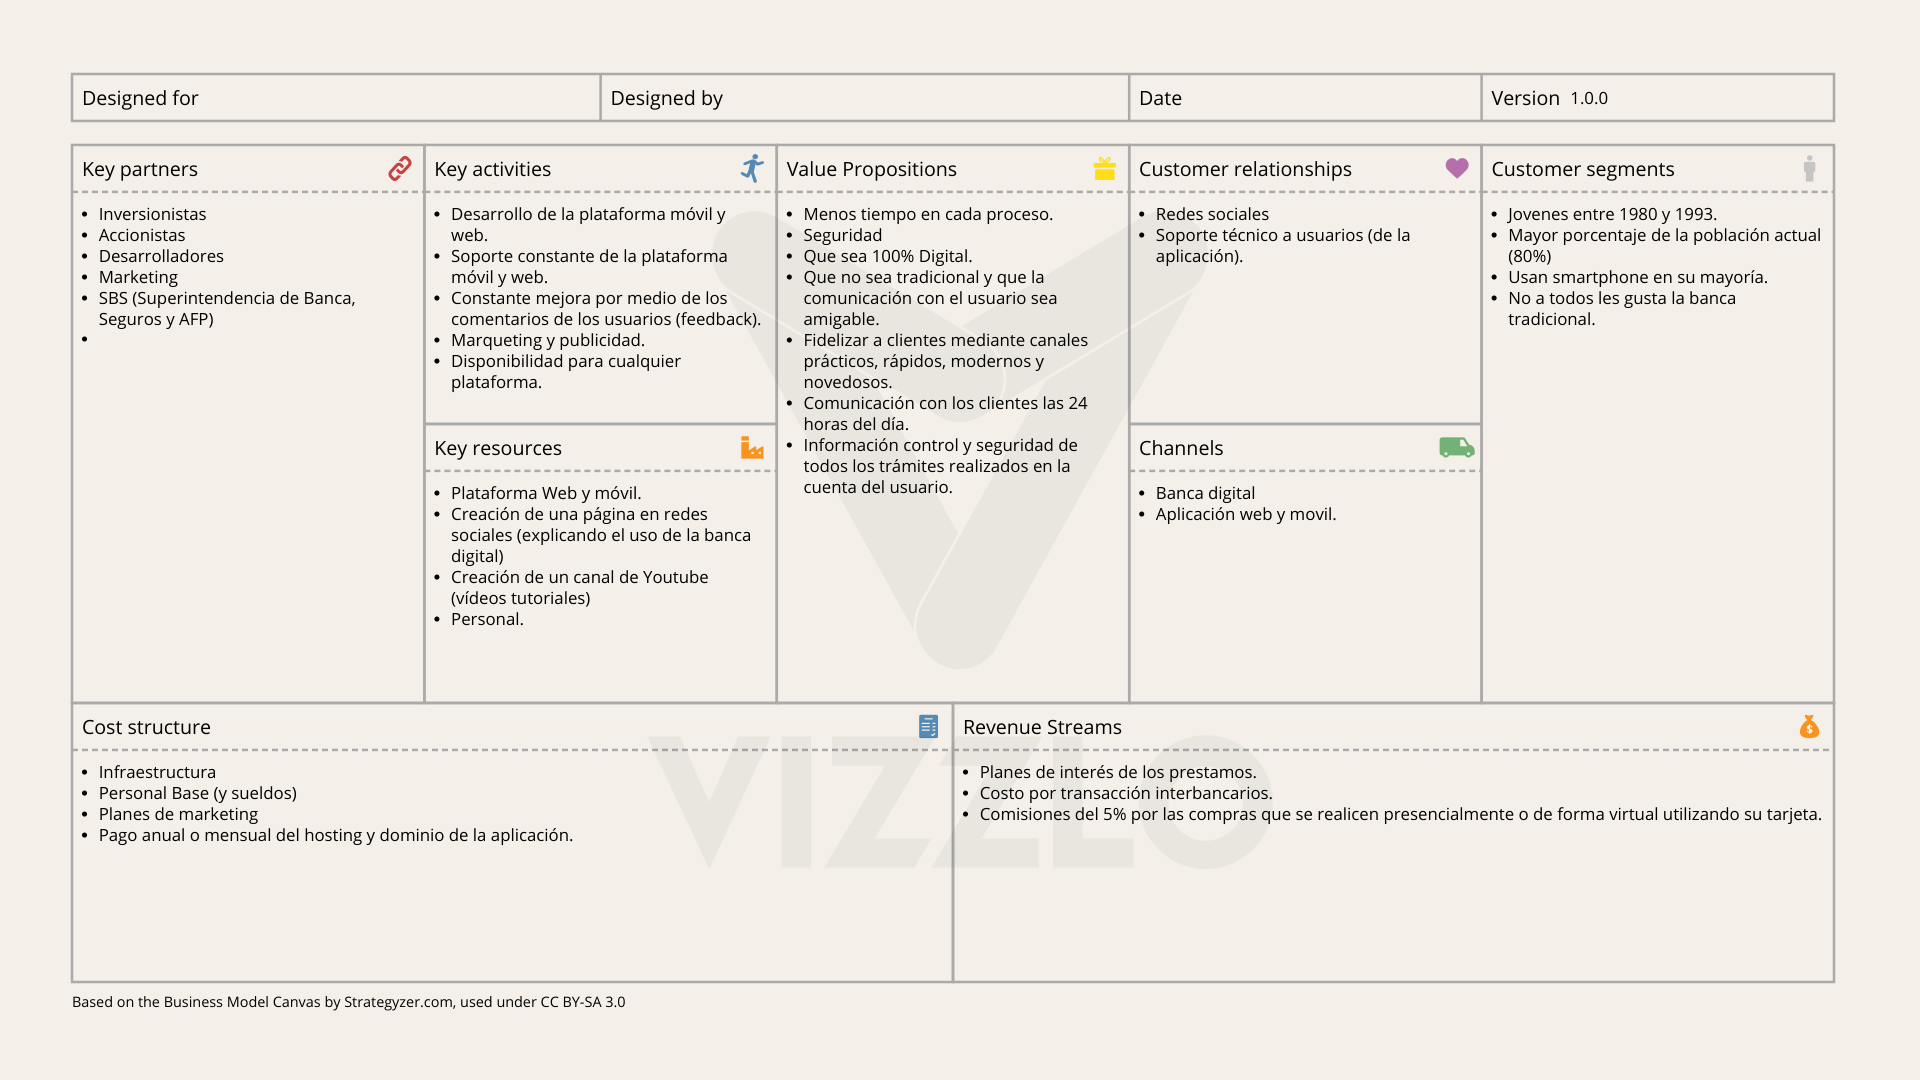 Designed for
Designed by
Date
Version 1.0.0
Key partners
• Inversionistas
• Accionistas
• Desarrolladores
• Marketing
• SBS (Superintendencia de Banca,
Seguros y AFP)
•
Key activities
• Desarrollo de la plataforma móvil y
web.
• Soporte constante de la plataforma
móvil y web.
• Constante mejora por medio de los
comentarios de los usuarios (feedback).
• Marqueting y publicidad.
• Disponibilidad para cualquier
plataforma.
Key resources
• Plataforma Web y móvil.
• Creación de una página en redes
sociales (explicando el uso de la banca
digital)
• Creación de un canal de Youtube
(vídeos tutoriales)
• Personal.
Value Propositions
• Menos tiempo en cada proceso.
• Seguridad
• Que sea 100% Digital.
• Que no sea tradicional y que la
comunicación con el usuario sea
amigable.
• Fidelizar a clientes mediante canales
prácticos, rápidos, modernos y
novedosos.
• Comunicación con los clientes las 24
horas del día.
• Información control y seguridad de
todos los trámites realizados en la
cuenta del usuario.
Customer relationships
• Redes sociales
• Soporte técnico a usuarios (de la
aplicación).
Channels
• Banca digital
• Aplicación web y movil.
Customer segments
• Jovenes entre 1980 y 1993.
• Mayor porcentaje de la población actual
(80%)
• Usan smartphone en su mayoría.
• No a todos les gusta la banca
tradicional.
Cost structure
• Infraestructura
• Personal Base (y sueldos)
• Planes de marketing
• Pago anual o mensual del hosting y dominio de la aplicación.
Revenue Streams
• Planes de interés de los prestamos.
• Costo por transacción interbancarios.
• Comisiones del 5% por las compras que se realicen presencialmente o de forma virtual utilizando su tarjeta.
VIZZLO
Based on the Business Model Canvas by Strategyzer.com, used under CC BY-SA 3.0